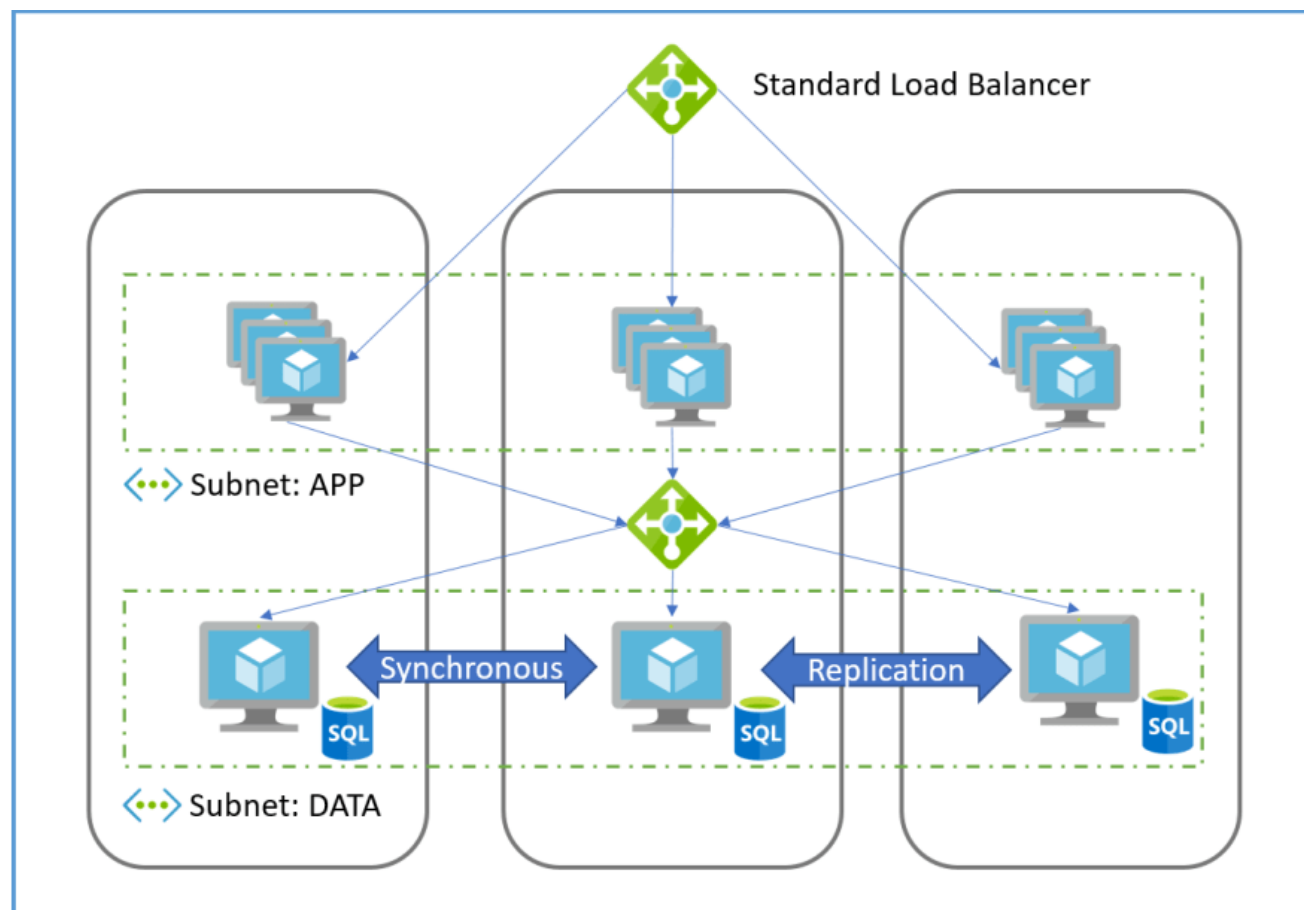 Standard Load Balancer
Subnet: APP
Synchronous
Replication
SQL
SQL
SQL
Subnet: DATA